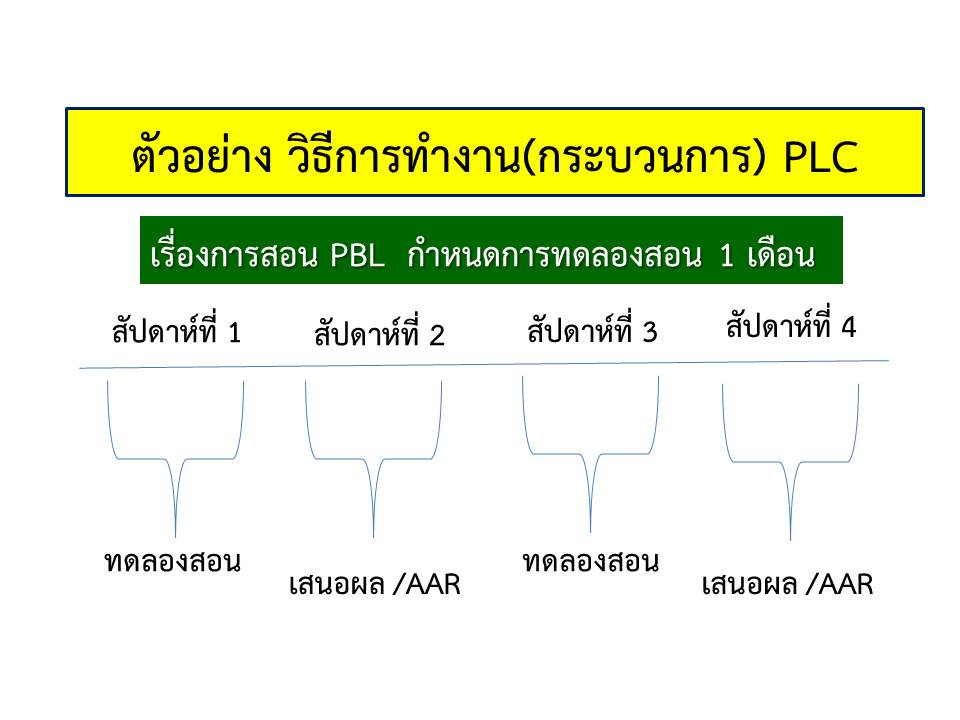 ตัวอย่าง วิธีการทำงาน(กระบวนการ) PLC
เรื่องการสอน PBL กำหนดการทดลองสอน 1 เดือน
สัปดาห์ที่ 1 สัปดาห์ที่ 2 สัปดาห์ที่ 3 สัปดาห์ที่ 4
ทดลองสอน เสนอผล /AAR ทดลองสอน เสนอผล /AAR